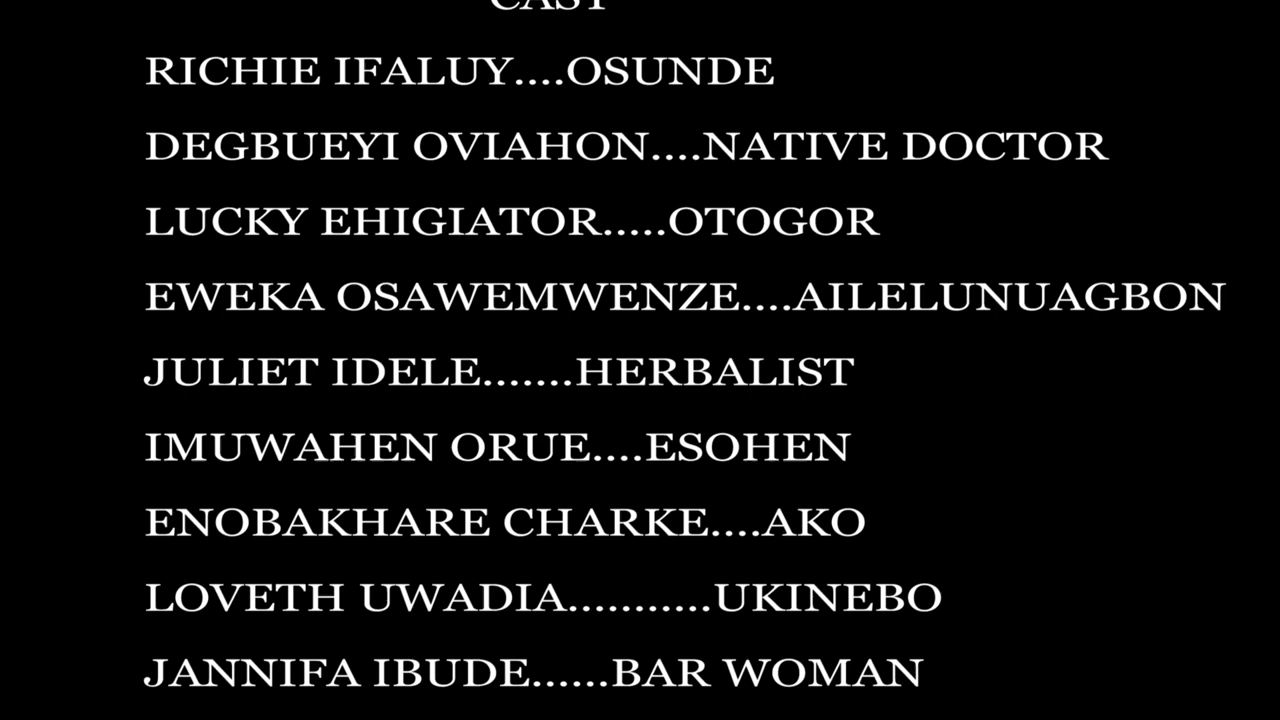 CAST
RICHIE IFALUY....OSUNDE
DEGBUEYI OVIAHON....NATIVE DOCTOR
LUCKY EHIGIATOR.....OTOGOR
EWEKA OSAWEMWENZE....AILELUNUAGBON
JULIET IDELE.......HERBALIST
IMUWAHEN ORUE....ESOHEN
ENOBAKHARE CHARKE....AKO
LOVETH UWADIA...........UKINEBO
JANNIFA IBUDE......BAR WOMAN